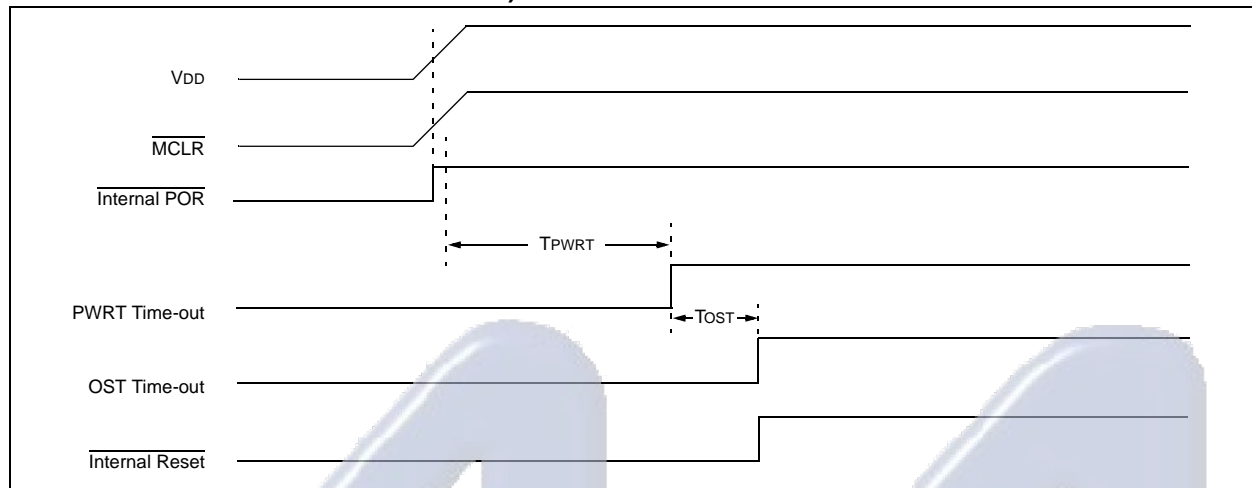 VDD
MCLR
Internal POR
TPWRT
PWRT Time-out
TOST
OST Time-out
Internal Reset